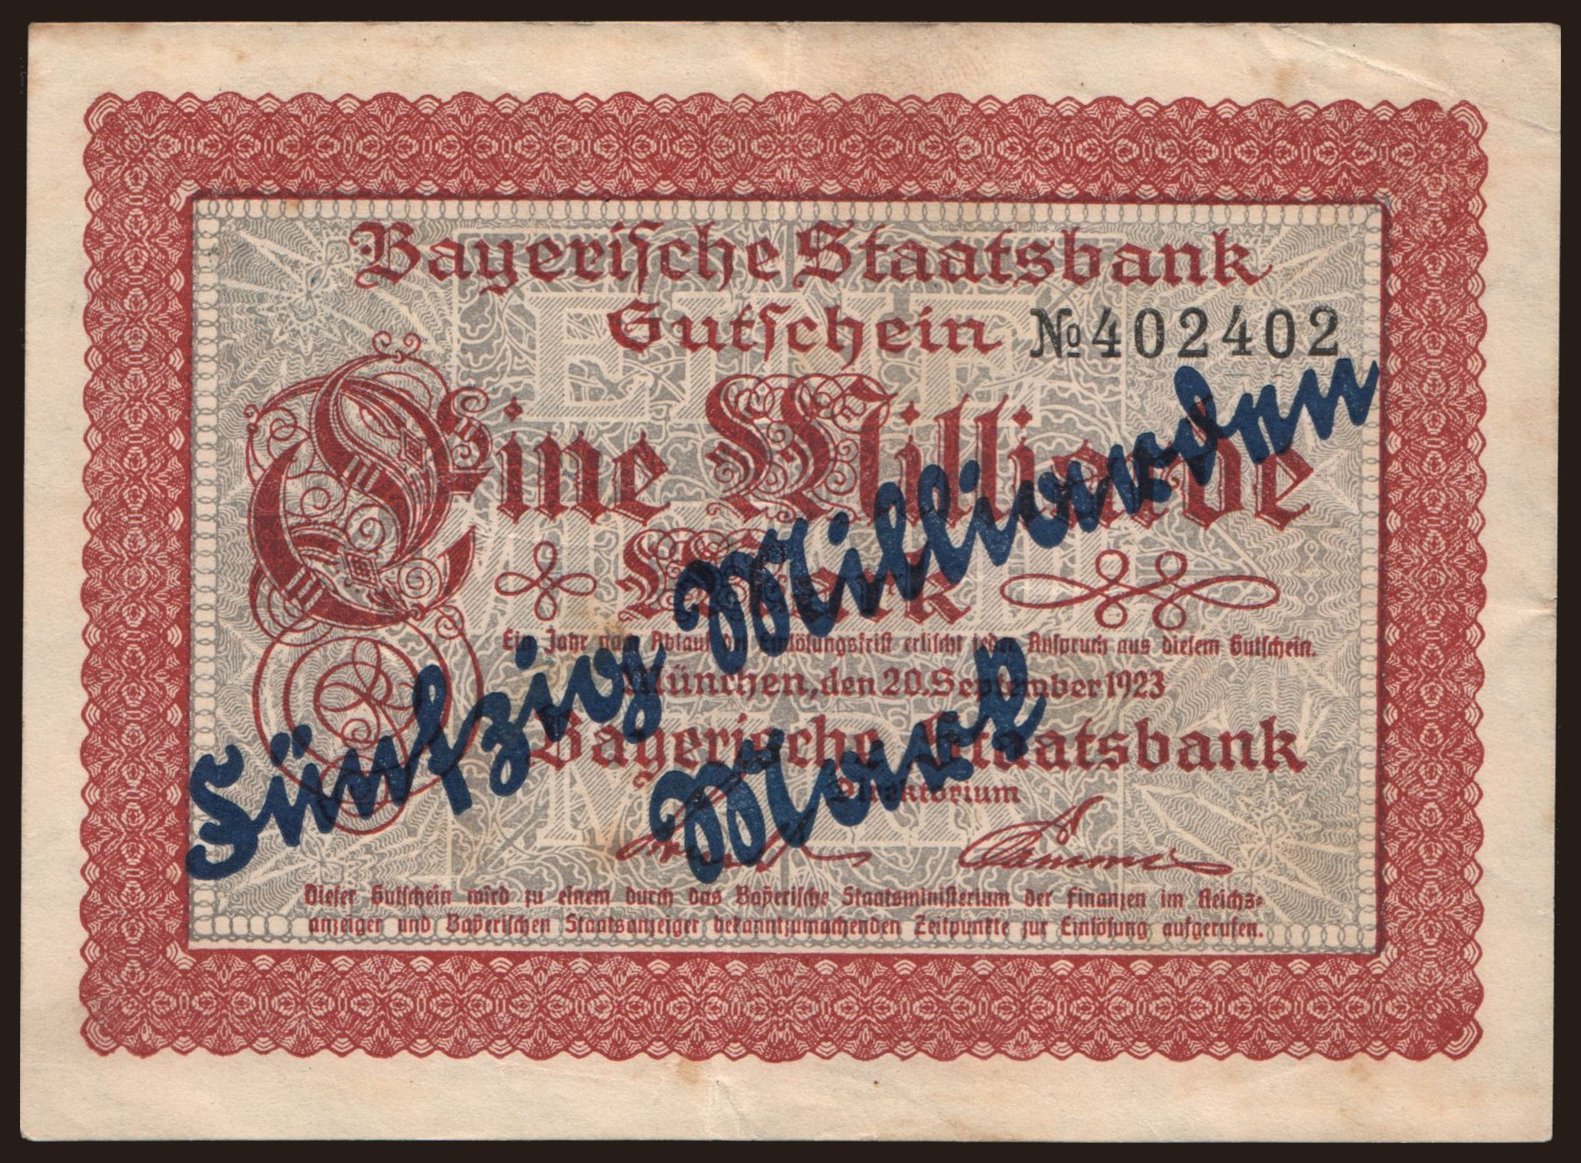 Bayerische Staatsbank
Gutschein №402402
Eine Milliarde
Mark
Fünfzig Milliarden
Mark
Ein Jahr nach Ablauf der Einlösungsfrist erlischt jeder Anspruch aus diesem Gutschein.
München, den 20. September 1923
Bayerische Staatsbank
Direktorium
Dieser Gutschein wird zu einem durch das Bayerische Staatsministerium der Finanzen im Reichs-
anzeiger und Bayerischen Staatsanzeiger bekanntzumachenden Zeitpunkte zur Einlösung aufgerufen.